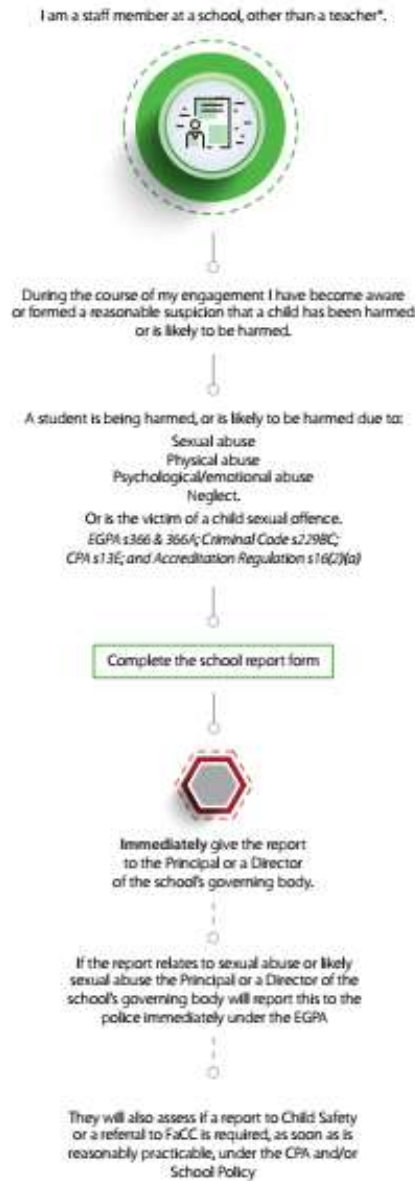 I am a staff member at a school, other than a teacher*.
During the course of my engagement I have become aware
or formed a reasonable suspicion that a child has been harmed
or is likely to be harmed.
A student is being harmed, or is likely to be harmed due to:
Sexual abuse
Physical abuse
Psychological/emotional abuse
Neglect.
Or is the victim of a child sexual offence.
EGPA s366 & 366A; Criminal Code s229BC;
CPA s13E; and Accreditation Regulation s16(2)(a)
Complete the school report form
Immediately give the report
to the Principal or a Director
of the school's governing body.
If the report relates to sexual abuse or likely
sexual abuse the Principal or a Director of the
school's governing body will report this to the
police immediately under the EGPA
They will also assess if a report to Child Safety
or a referral to FaCC is required, as soon as is
reasonably practicable, under the CPA and/or
School Policy